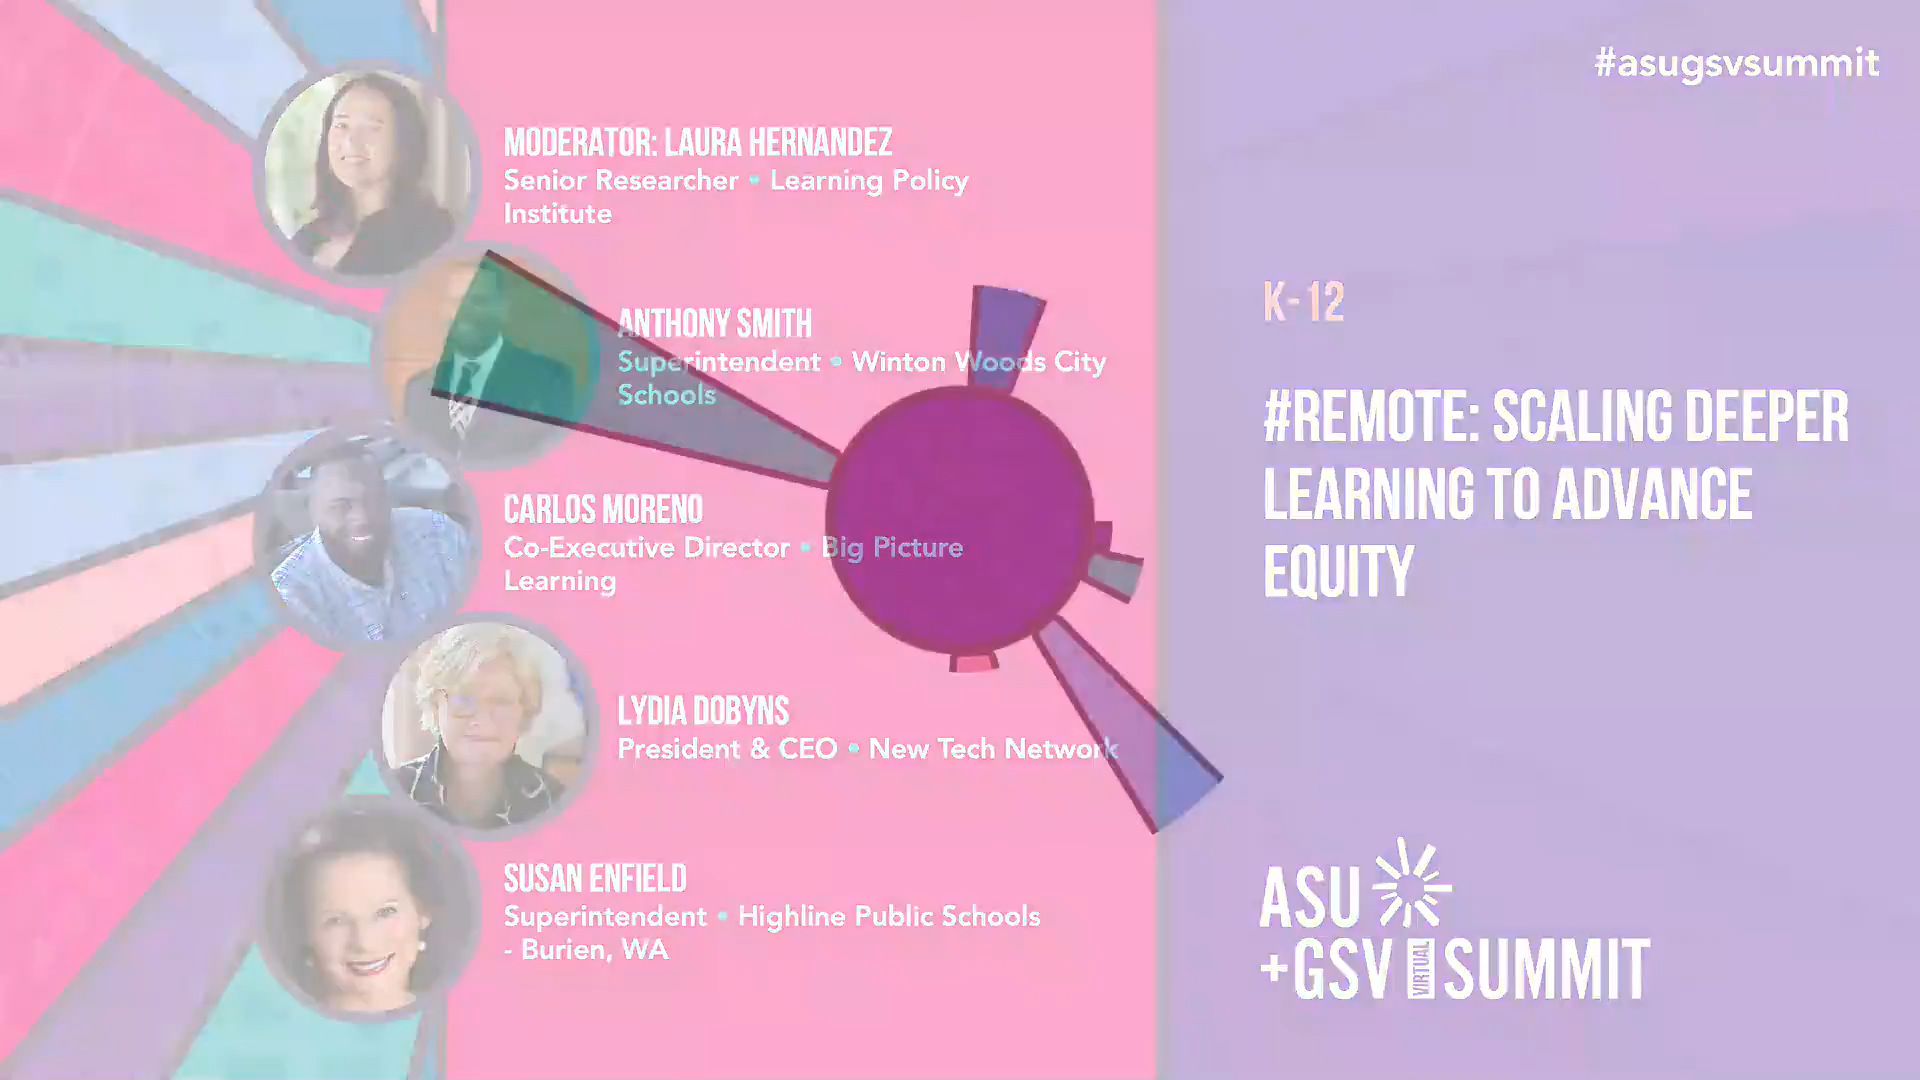 #asugsvsummit
MODERATOR: LAURA HERNANDEZ
Senior Researcher • Learning Policy
Institute
ANTHONY SMITH
Superintendent • Winton Woods City
Schools
CARLOS MORENO
Co-Executive Director • Big Picture
Learning
LYDIA DOBYNS
President & CEO • New Tech Network
SUSAN ENFIELD
Superintendent • Highline Public Schools
- Burien, WA
K-12
#REMOTE: SCALING DEEPER
LEARNING TO ADVANCE
EQUITY
ASU
+GSV VIRTUAL SUMMIT